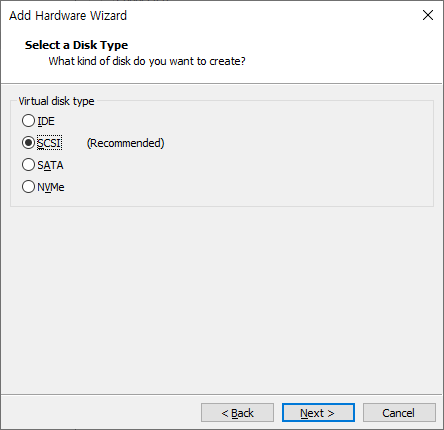 Add Hardware Wizard
Select a Disk Type
What kind of disk do you want to create?
Virtual disk type
IDE
SCSI (Recommended)
SATA
NVMe
< Back Next > Cancel